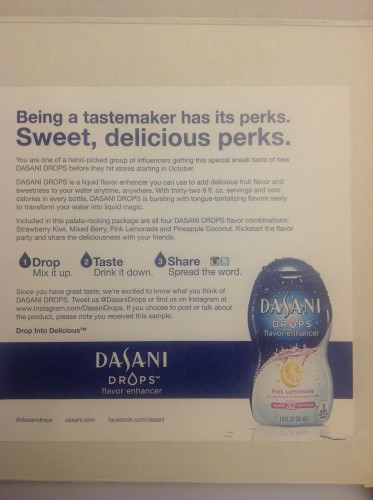 Being a tastemaker has its perks.
Sweet, delicious perks.
You are one of a hand-picked group of influencers getting this special sneak taste of new
DASANI DROPS before they hit stores starting in October.
DASANI DROPS is a liquid flavor enhancer you can use to add delicious fruit flavor and
sweetness to your water anytime, anywhere. With thirty-two 8 fl. oz. servings and zero
calories in every bottle, DASANI DROPS is bursting with tongue-tantalizing flavors ready
to transform your water into liquid magic.
Included in this palate-rocking package are all four DASANI DROPS flavor combinations:
Strawberry Kiwi, Mixed Berry, Pink Lemonade and Pineapple Coconut. Kickstart the flavor
party and share the deliciousness with your friends.
1 Drop 2 Taste 3 Share
Mix it up. Drink it down. Spread the word.
Since you have great taste, we're excited to know what you think of
DASANI DROPS. Tweet us @DasaniDrops or find us on Instagram at
www.Instagram.com/DasaniDrops. If you choose to post or talk about
the product, please note you received this sample.
Drop Into Delicious™
DASANI
DROPS™
flavor enhancer
@dasanidrops dasani.com facebook.com/dasani
DASANI
DROPS
flavor enhancer
Pink Lemonade
32